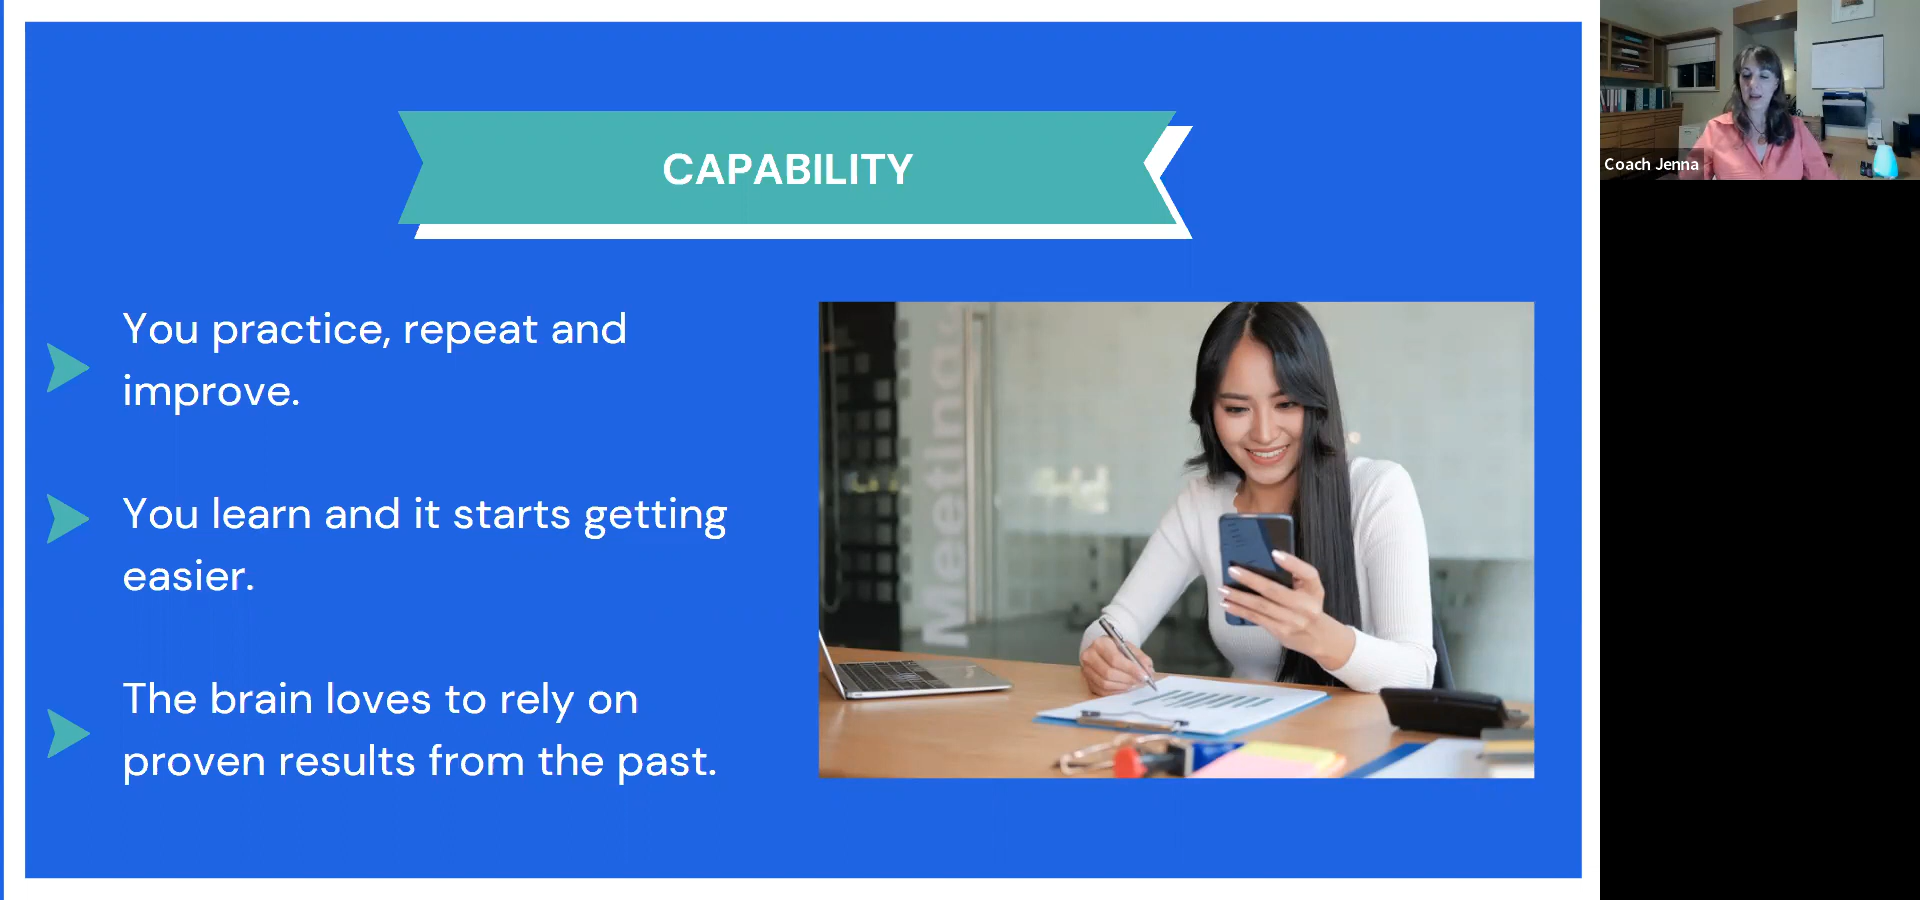 CAPABILITY
You practice, repeat and
improve.
You learn and it starts getting
easier.
The brain loves to rely on
proven results from the past.
Meeting
Coach Jenna